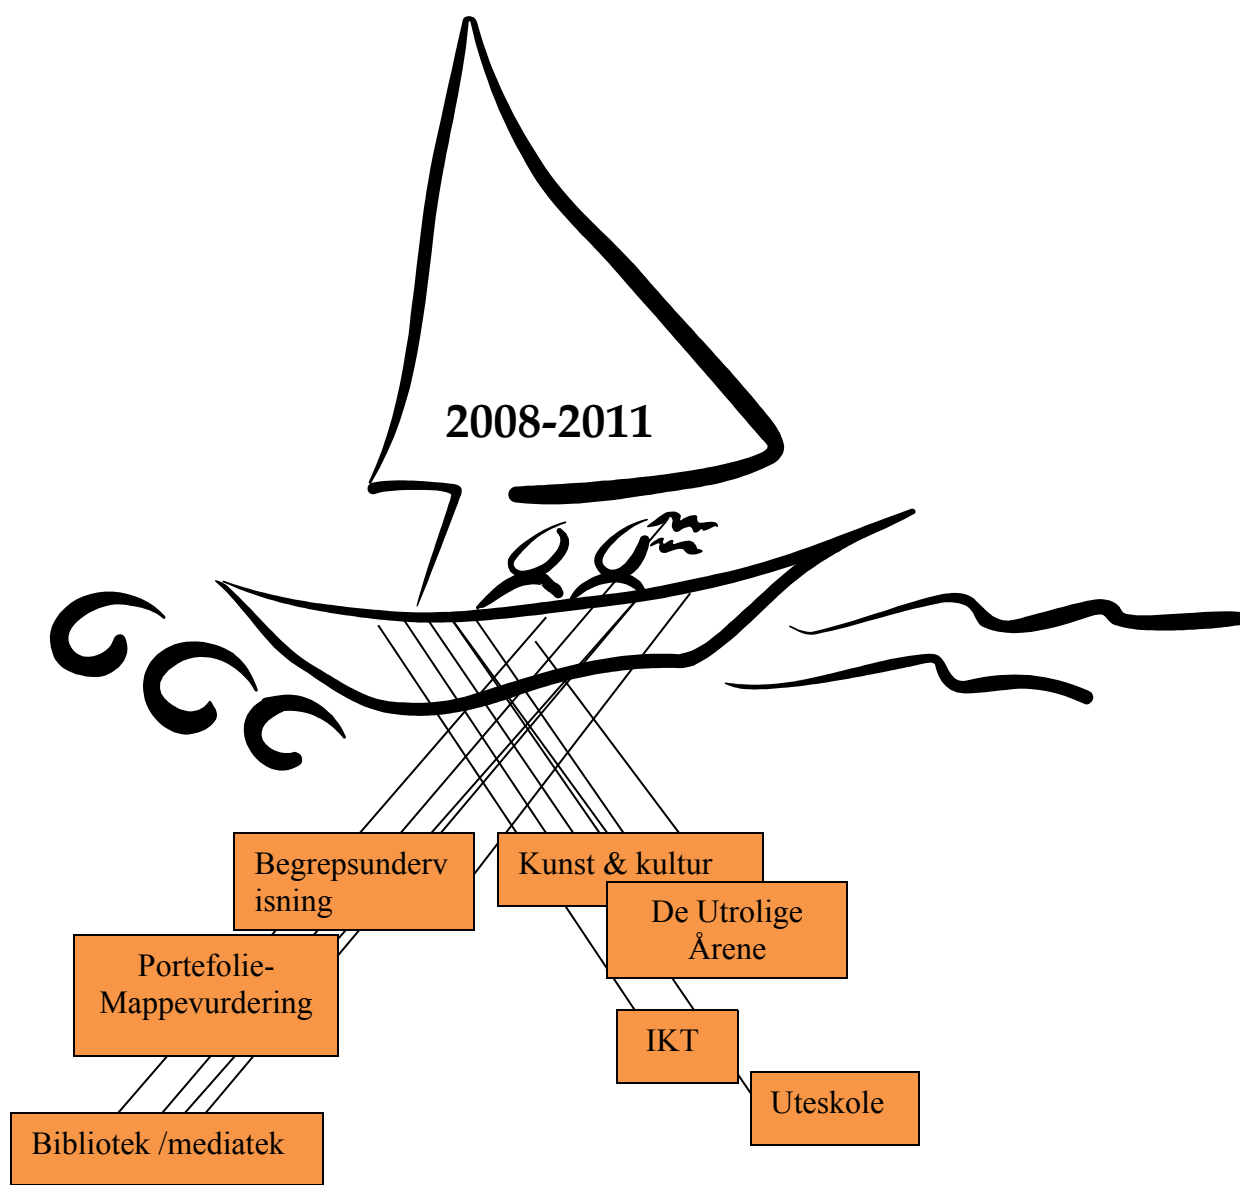 2008-2011
Begrepsunderv
isning
Kunst & kultur
De Utrolige
Årene
Portefolie-
Mappevurdering
IKT
Uteskole
Bibliotek /mediatek